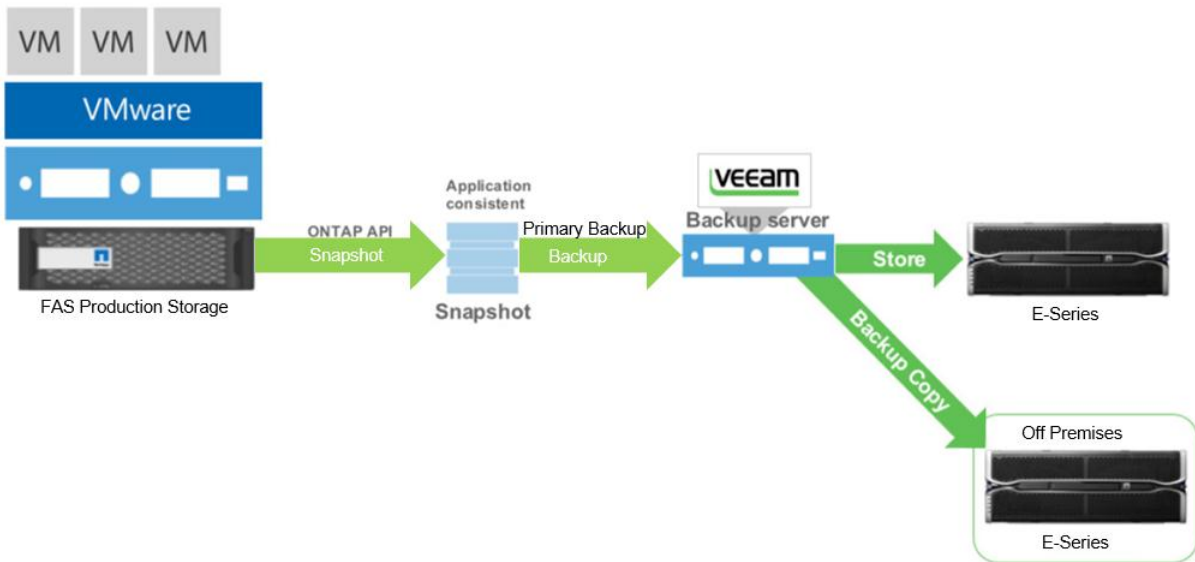 VM VM VM
VMware
FAS Production Storage
ONTAP API
Snapshot
Application
consistent
Snapshot
Primary Backup
Backup
veeam
Backup server
Store
E-Series
Backup Copy
Off Premises
E-Series